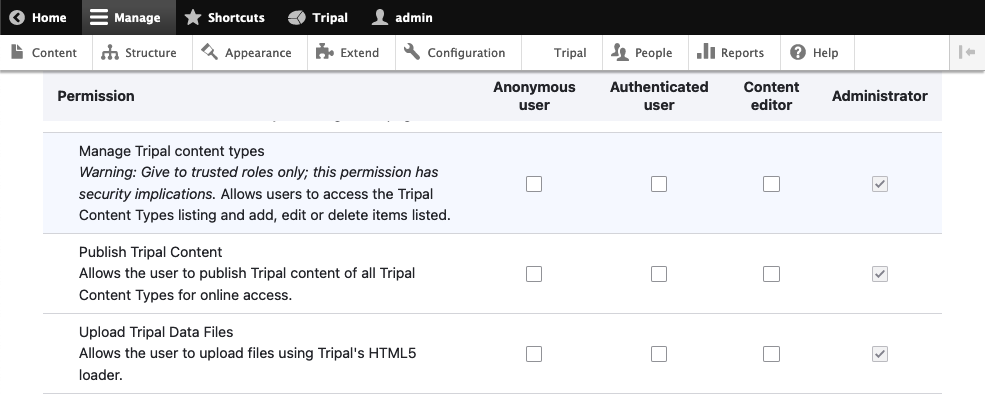 Home Manage Shortcuts Tripal admin
Content Structure Appearance Extend Configuration Tripal People Reports Help
Permission Anonymous user Authenticated user Content editor Administrator
Manage Tripal content types
Warning: Give to trusted roles only; this permission has
security implications. Allows users to access the Tripal
Content Types listing and add, edit or delete items listed.
Publish Tripal Content
Allows the user to publish Tripal content of all Tripal
Content Types for online access.
Upload Tripal Data Files
Allows the user to upload files using Tripal's HTML5
loader.